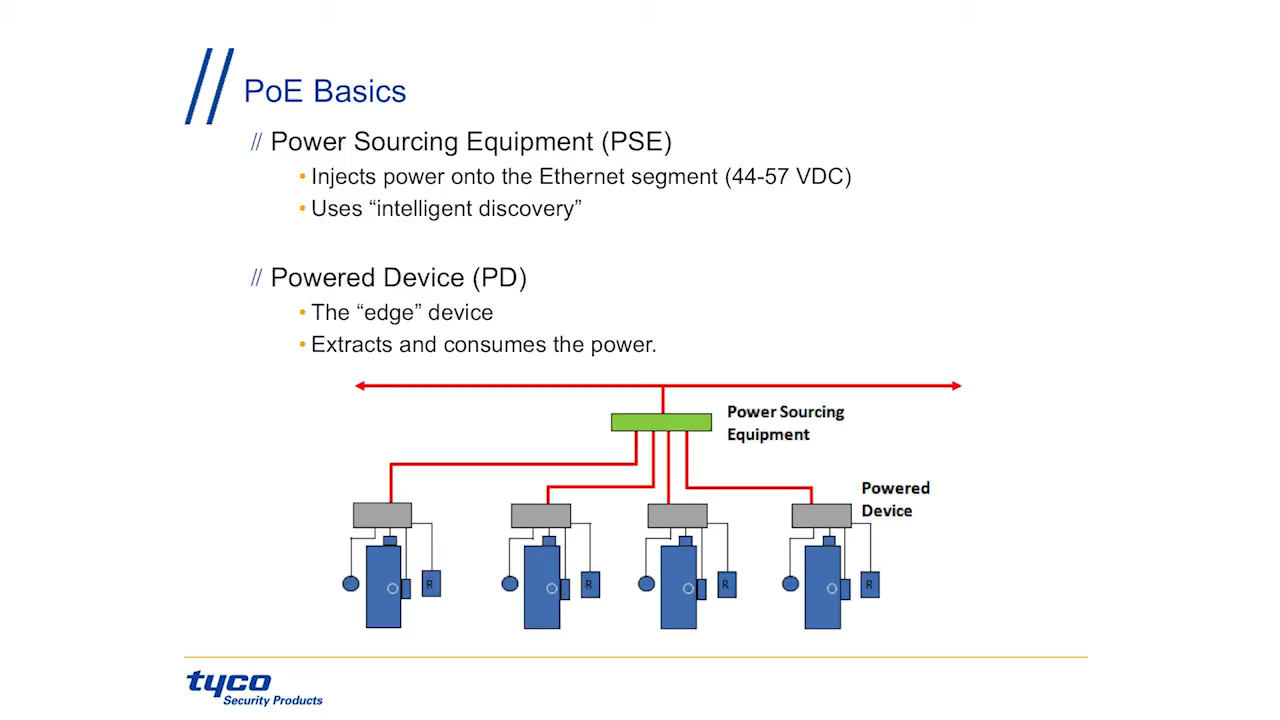 PoE Basics
// Power Sourcing Equipment (PSE)
• Injects power onto the Ethernet segment (44-57 VDC)
• Uses “intelligent discovery”
// Powered Device (PD)
• The “edge” device
• Extracts and consumes the power.
Power Sourcing
Equipment
Powered
Device
R
R
R
R
tyco
Security Products